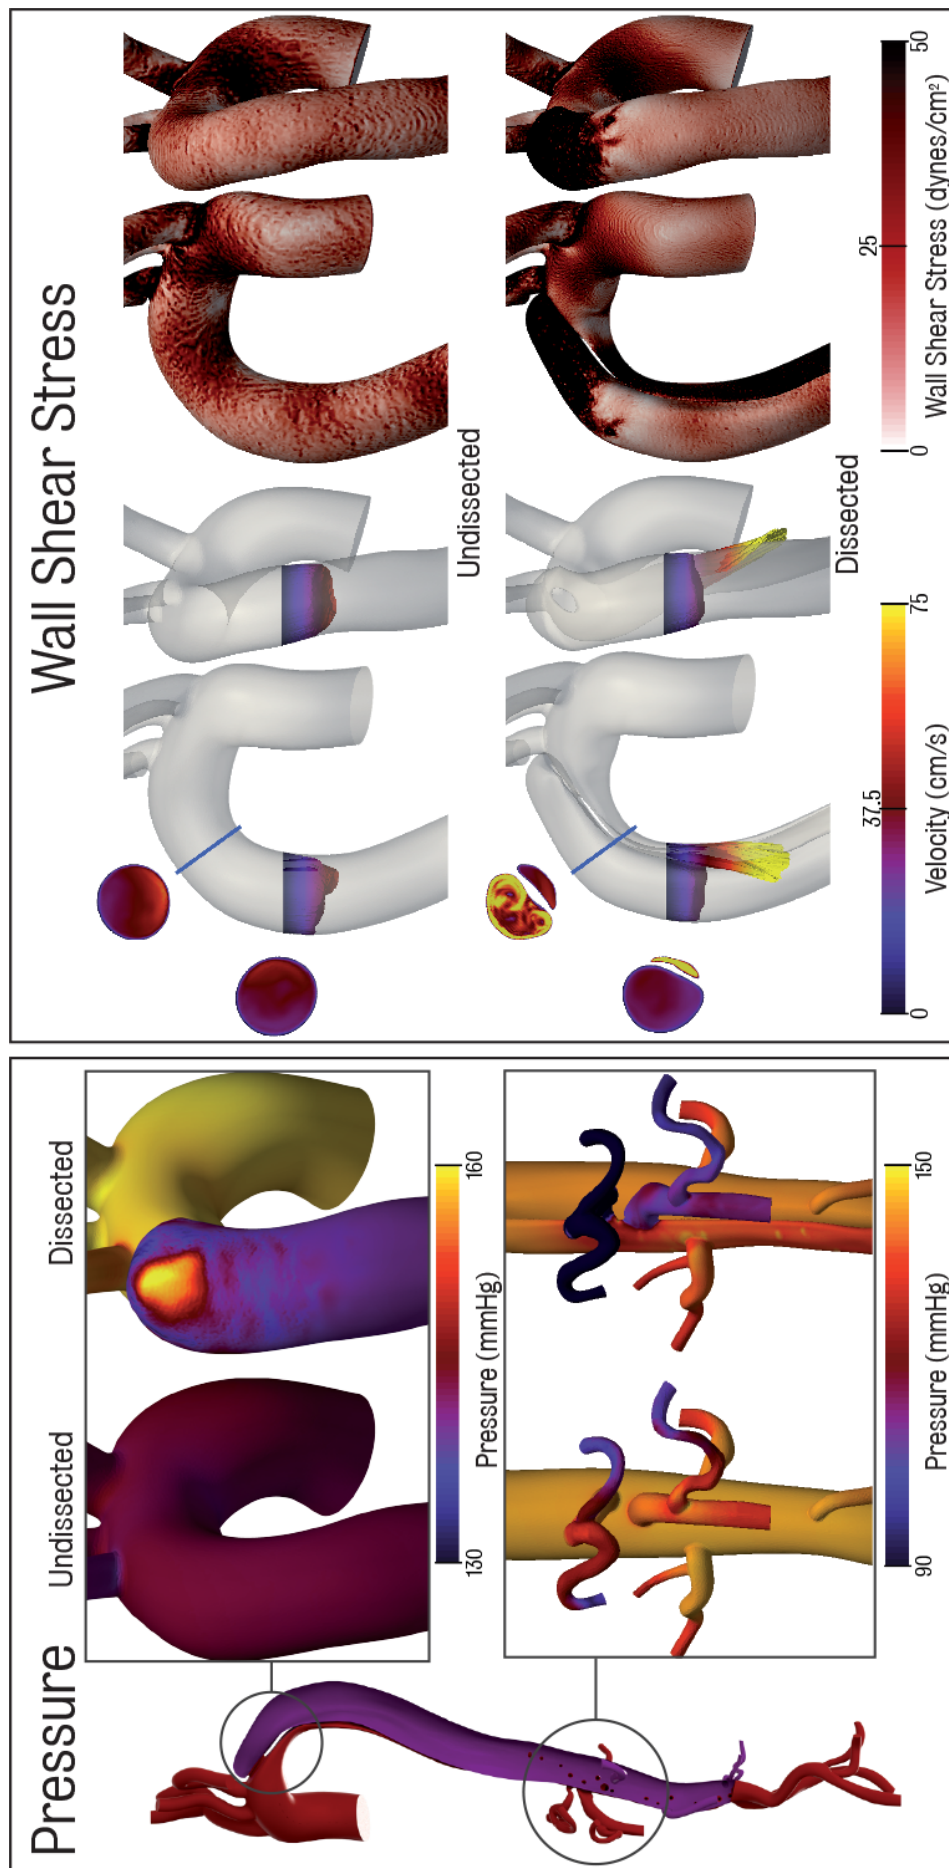 Pressure
Undissected
Dissected
130
160
Pressure (mmHg)
90
150
Pressure (mmHg)
Wall Shear Stress
Undissected
Dissected
0
37.5
75
Velocity (cm/s)
0
25
50
Wall Shear Stress (dynes/cm²)